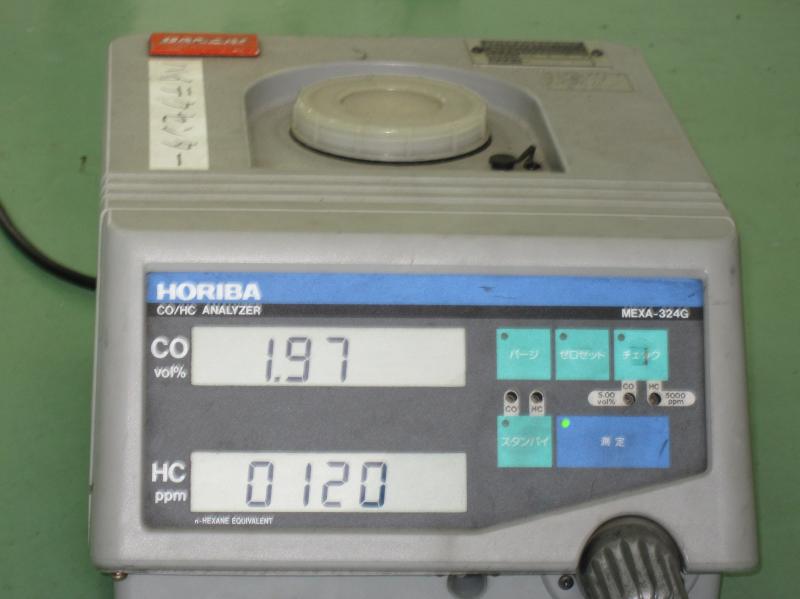 HORIBA
CO/HC ANALYZER
MEXA-324G
CO
vol%
1.97
パージ
ゼロセット
チェック
CO
HC
5.00
vol%
5000
ppm
CO
HC
スタンバイ
測定
HC
ppm
0120
n-HEXANE EQUIVALENT